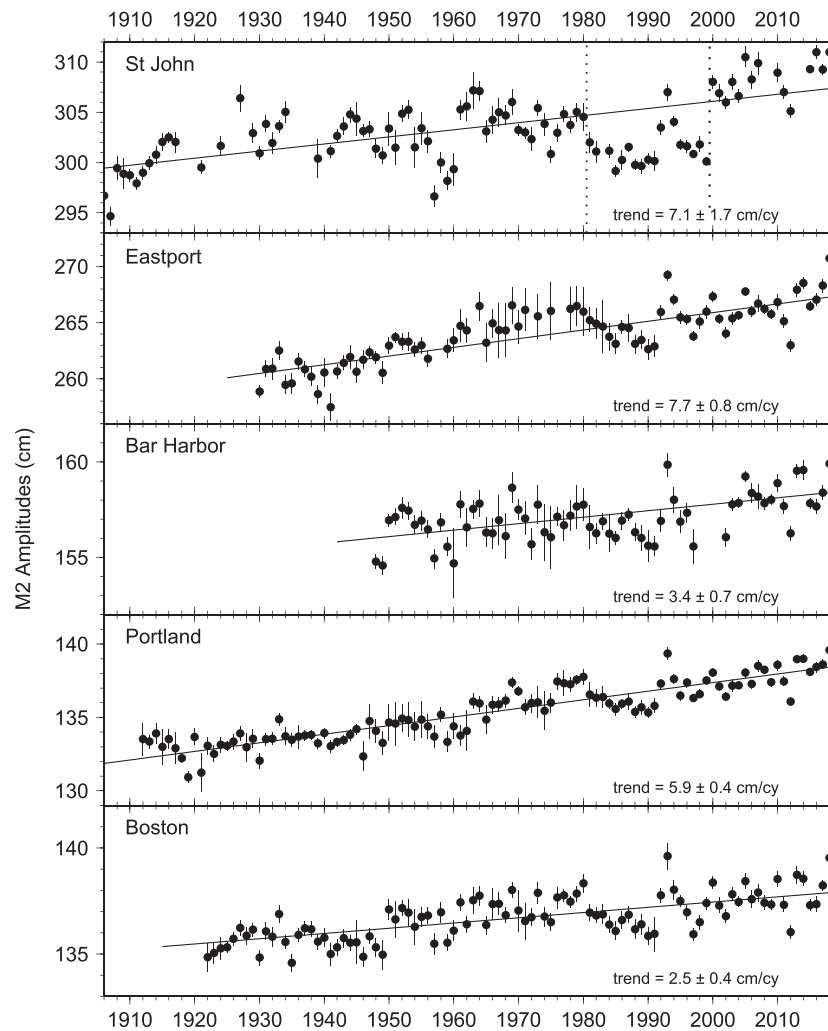 1910 1920 1930 1940 1950 1960 1970 1980 1990 2000 2010
M2 Amplitudes (cm)
St John
310
305
300
295
trend = 7.1 ± 1.7 cm/cy
Eastport
270
265
260
trend = 7.7 ± 0.8 cm/cy
Bar Harbor
160
155
trend = 3.4 ± 0.7 cm/cy
Portland
140
135
130
trend = 5.9 ± 0.4 cm/cy
Boston
140
135
trend = 2.5 ± 0.4 cm/cy
1910 1920 1930 1940 1950 1960 1970 1980 1990 2000 2010